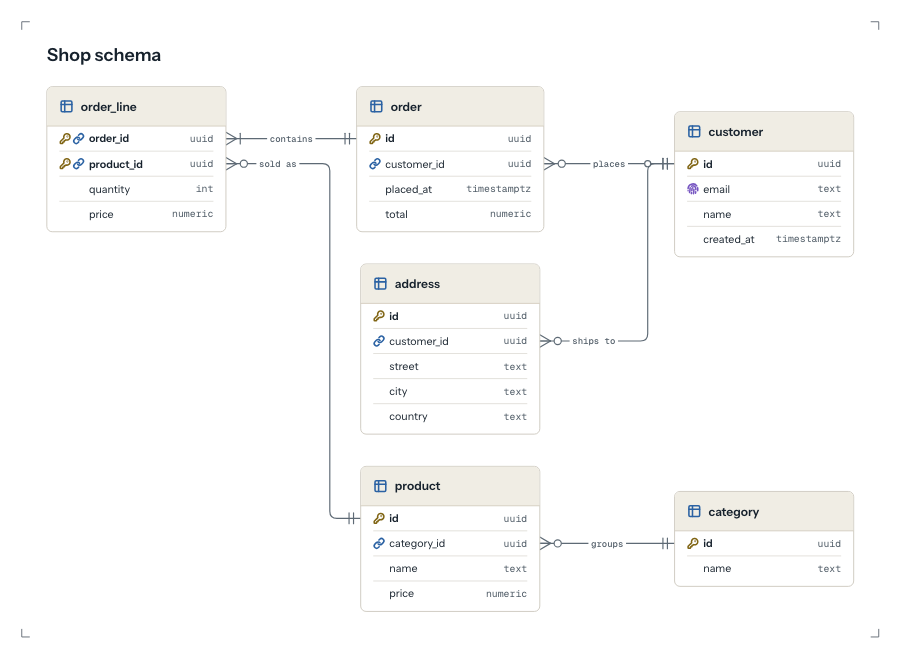 Shop schema
order_line
order_id uuid
product_id uuid
quantity int
price numeric
contains
sold as
order
id uuid
customer_id uuid
placed_at timestamptz
total numeric
places
customer
id uuid
email text
name text
created_at timestamptz
address
id uuid
customer_id uuid
street text
city text
country text
ships to
product
id uuid
category_id uuid
name text
price numeric
groups
category
id uuid
name text